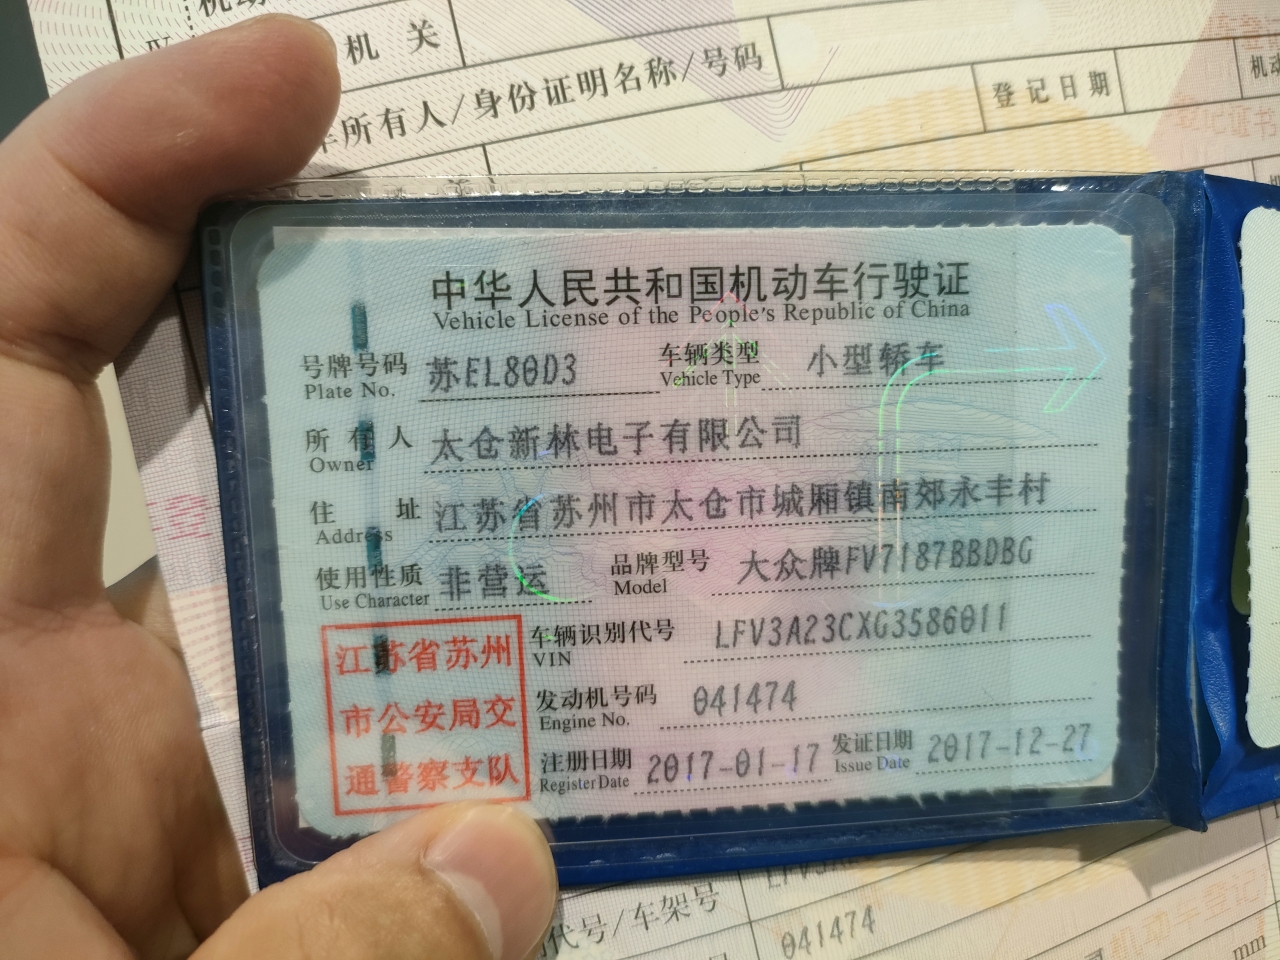 机 关
所有人/身份证明名称/号码
登记日期
中华人民共和国机动车行驶证
Vehicle License of the People's Republic of China
号牌号码 苏EL80D3 车辆类型 小型轿车
Plate No. Vehicle Type
所有人 太仓新林电子有限公司
Owner
住址 江苏省苏州市太仓市城厢镇南郊永丰村
Address
使用性质 非营运 品牌型号 大众牌FV7187BBDBG
Use Character Model
江苏省苏州
市公安局交
通警察支队
车辆识别代号 LFV3A23CXG3586011
VIN
发动机号码 041474
Engine No.
注册日期 2017-01-17 发证日期 2017-12-27
Register Date Issue Date
代号/车架号
041474
mm